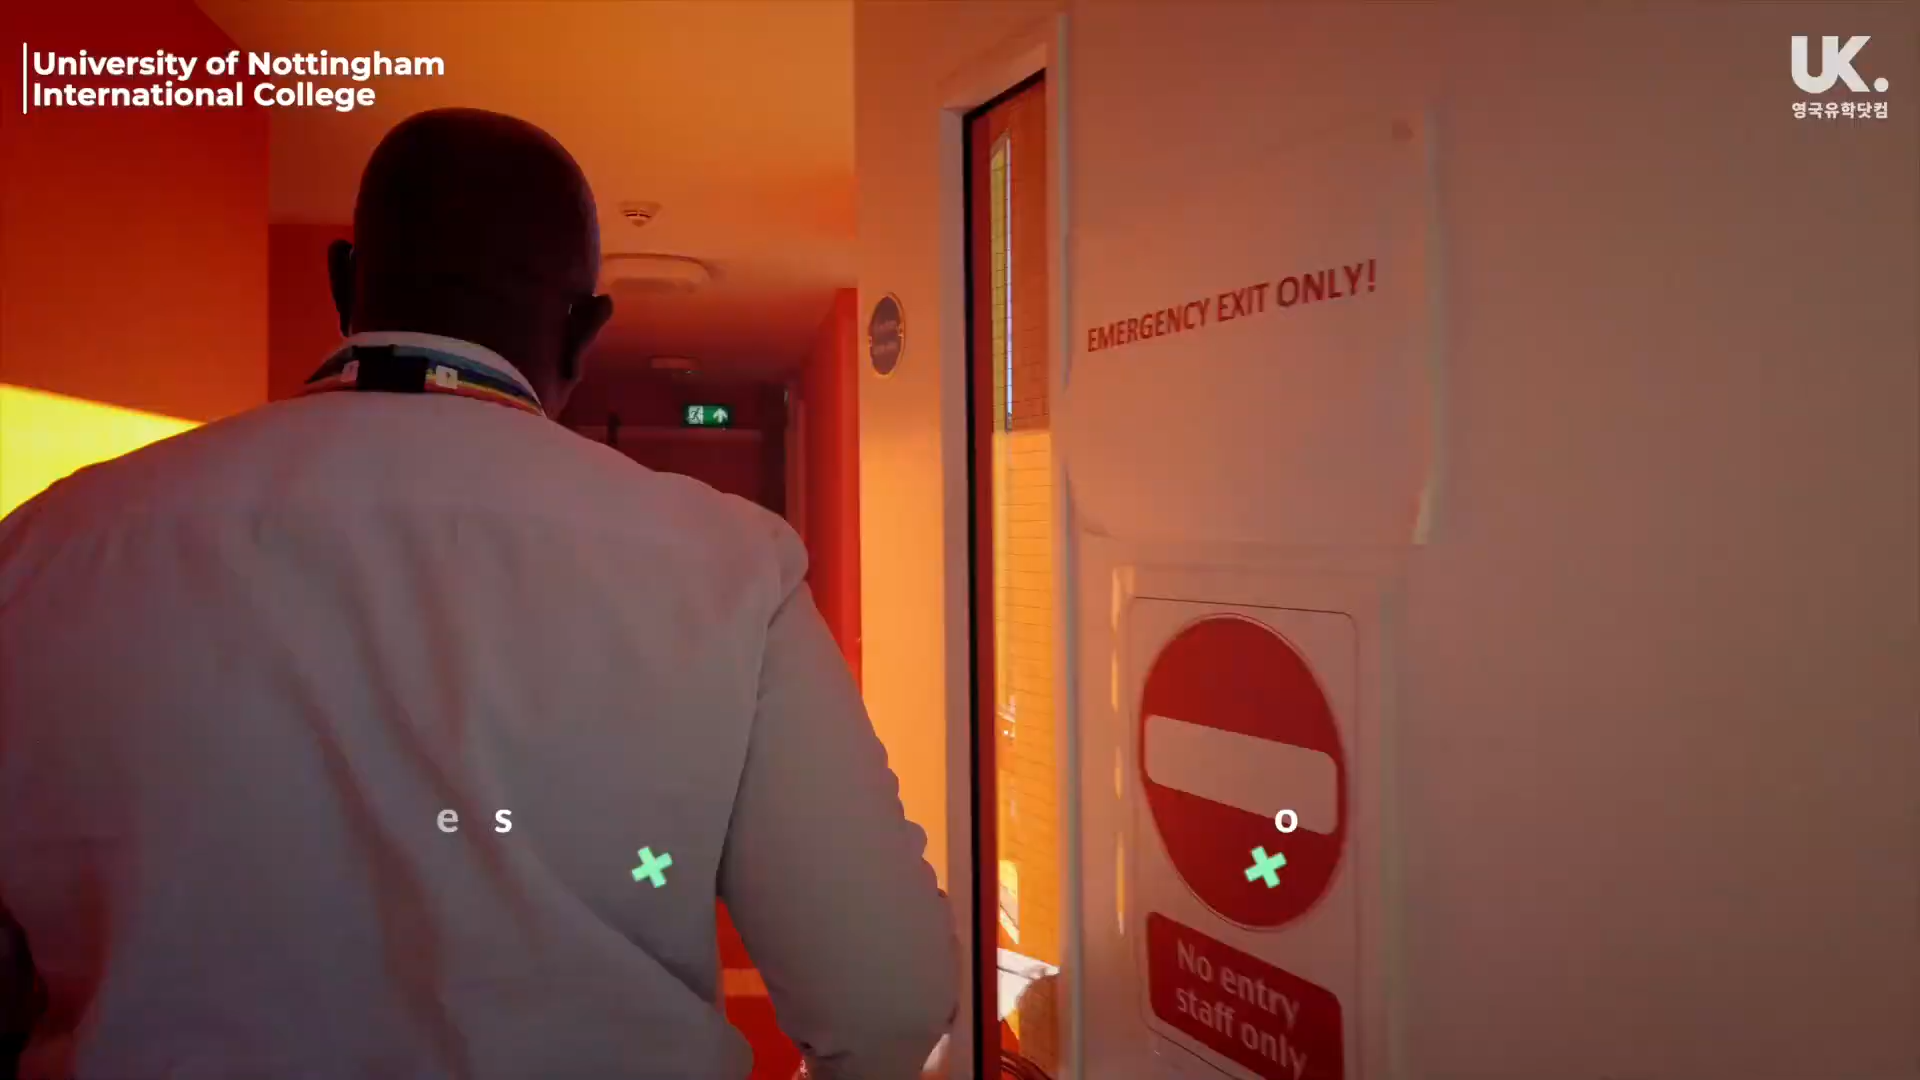 University of Nottingham
International College
UK.
영국유학닷컴
EMERGENCY EXIT ONLY!
e s o
No entry
staff only